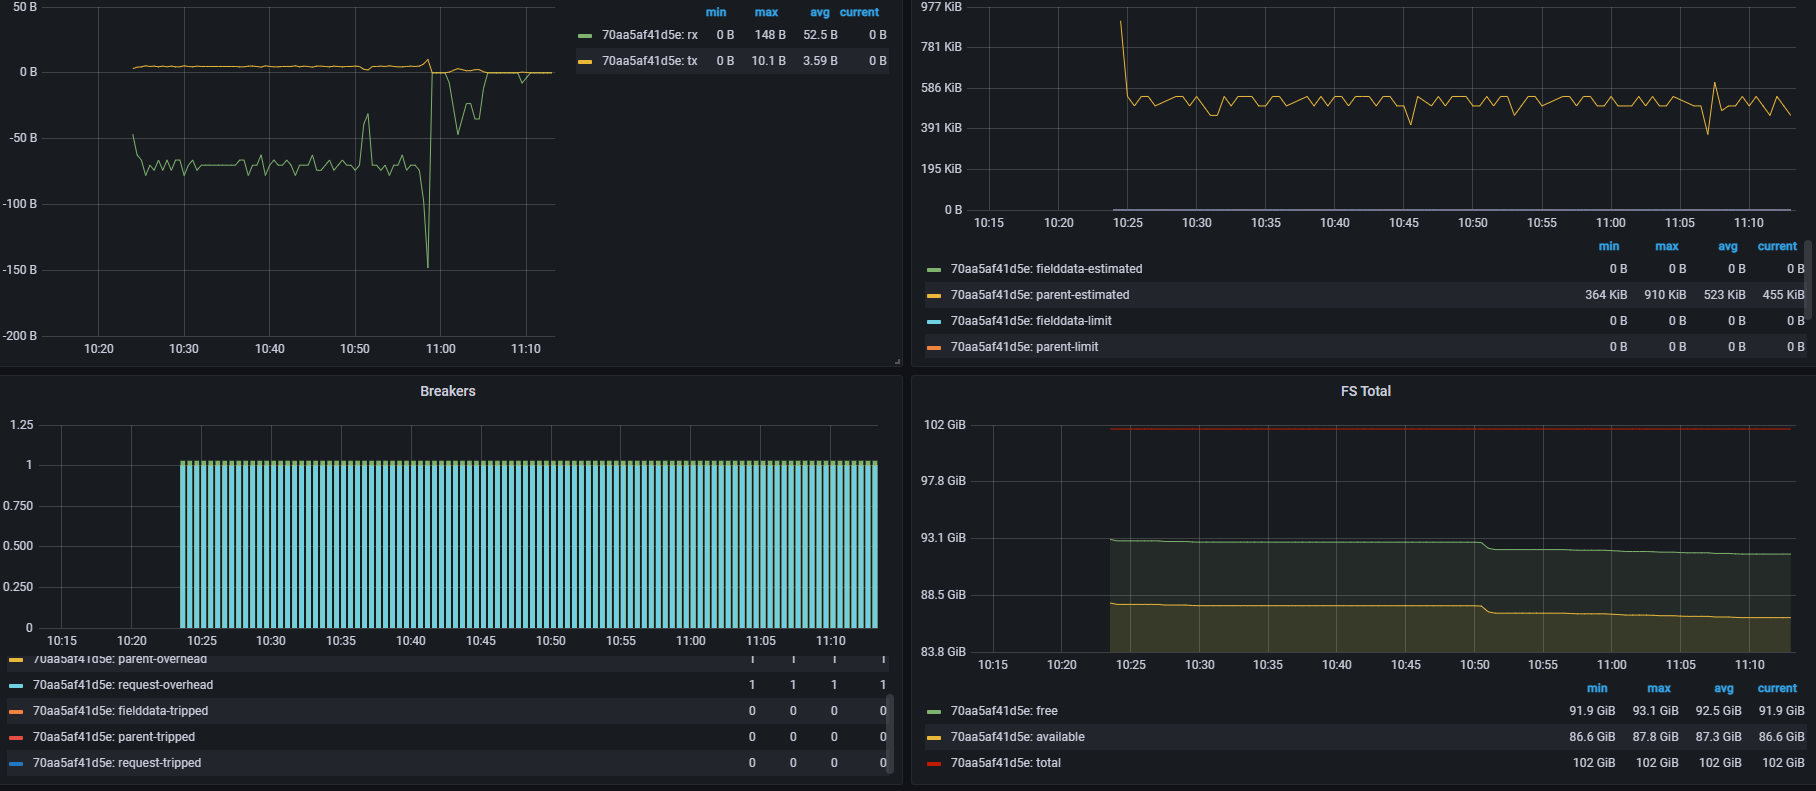 50 B
0 B
-50 B
-100 B
-150 B
-200 B
10:20 10:30 10:40 10:50 11:00 11:10
min max avg current
70aa5af41d5e: rx 0 B 148 B 52.5 B 0 B
70aa5af41d5e: tx 0 B 10.1 B 3.59 B 0 B
977 KiB
781 KiB
586 KiB
391 KiB
195 KiB
0 B
10:15 10:20 10:25 10:30 10:35 10:40 10:45 10:50 10:55 11:00 11:05 11:10
min max avg current
70aa5af41d5e: fielddata-estimated 0 B 0 B 0 B 0 B
70aa5af41d5e: parent-estimated 364 KiB 910 KiB 523 KiB 455 KiB
70aa5af41d5e: fielddata-limit 0 B 0 B 0 B 0 B
70aa5af41d5e: parent-limit 0 B 0 B 0 B 0 B
Breakers
1.25
1
0.750
0.500
0.250
0
10:15 10:20 10:25 10:30 10:35 10:40 10:45 10:50 10:55 11:00 11:05 11:10
70aa5af41d5e: parent-overhead 1 1 1 1
70aa5af41d5e: request-overhead 1 1 1 1
70aa5af41d5e: fielddata-tripped 0 0 0 0
70aa5af41d5e: parent-tripped 0 0 0 0
70aa5af41d5e: request-tripped 0 0 0 0
FS Total
102 GiB
97.8 GiB
93.1 GiB
88.5 GiB
83.8 GiB
10:15 10:20 10:25 10:30 10:35 10:40 10:45 10:50 10:55 11:00 11:05 11:10
min max avg current
70aa5af41d5e: free 91.9 GiB 93.1 GiB 92.5 GiB 91.9 GiB
70aa5af41d5e: available 86.6 GiB 87.8 GiB 87.3 GiB 86.6 GiB
70aa5af41d5e: total 102 GiB 102 GiB 102 GiB 102 GiB